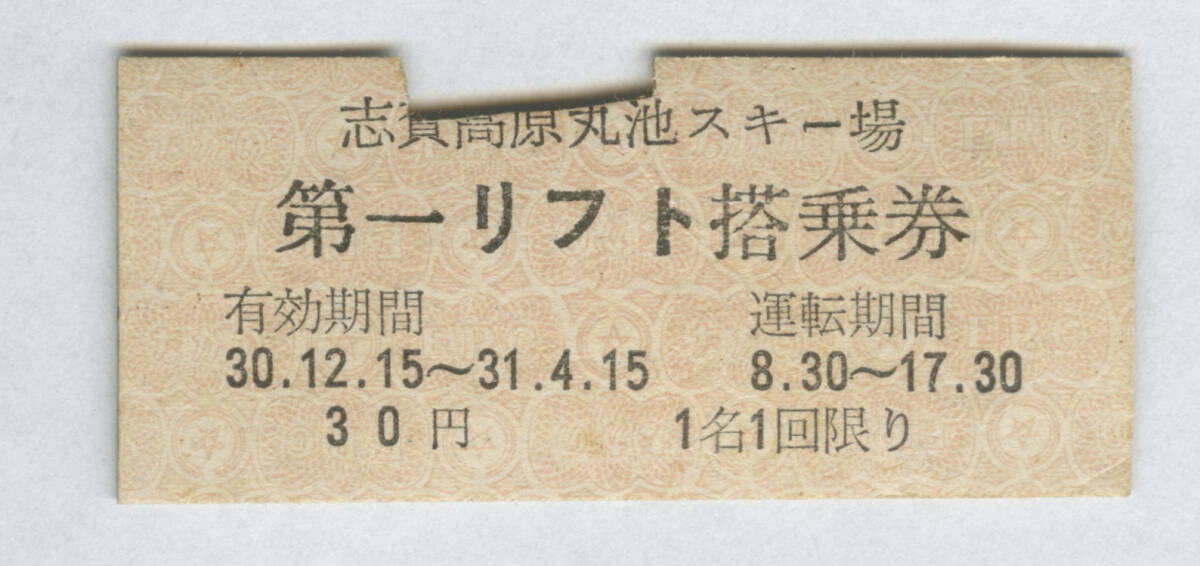 志賀高原丸池スキー場
第一リフト搭乗券
有効期間 運転期間
30.12.15～31.4.15 8.30～17.30
30円 1名1回限り